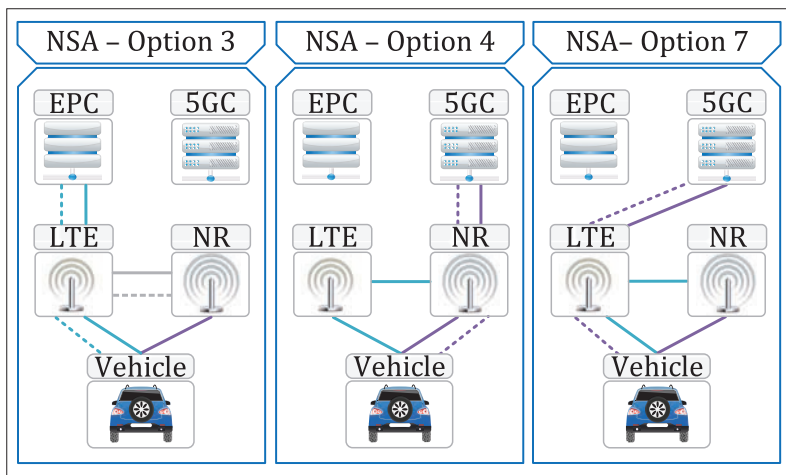 NSA – Option 3
EPC
5GC
LTE
NR
Vehicle
NSA – Option 4
EPC
5GC
LTE
NR
Vehicle
NSA– Option 7
EPC
5GC
LTE
NR
Vehicle